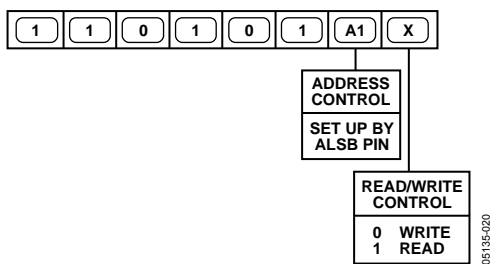 1 1 0 1 0 1 A1 X
ADDRESS
CONTROL
SET UP BY
ALSB PIN
READ/WRITE
CONTROL
0 WRITE
1 READ
05135-020